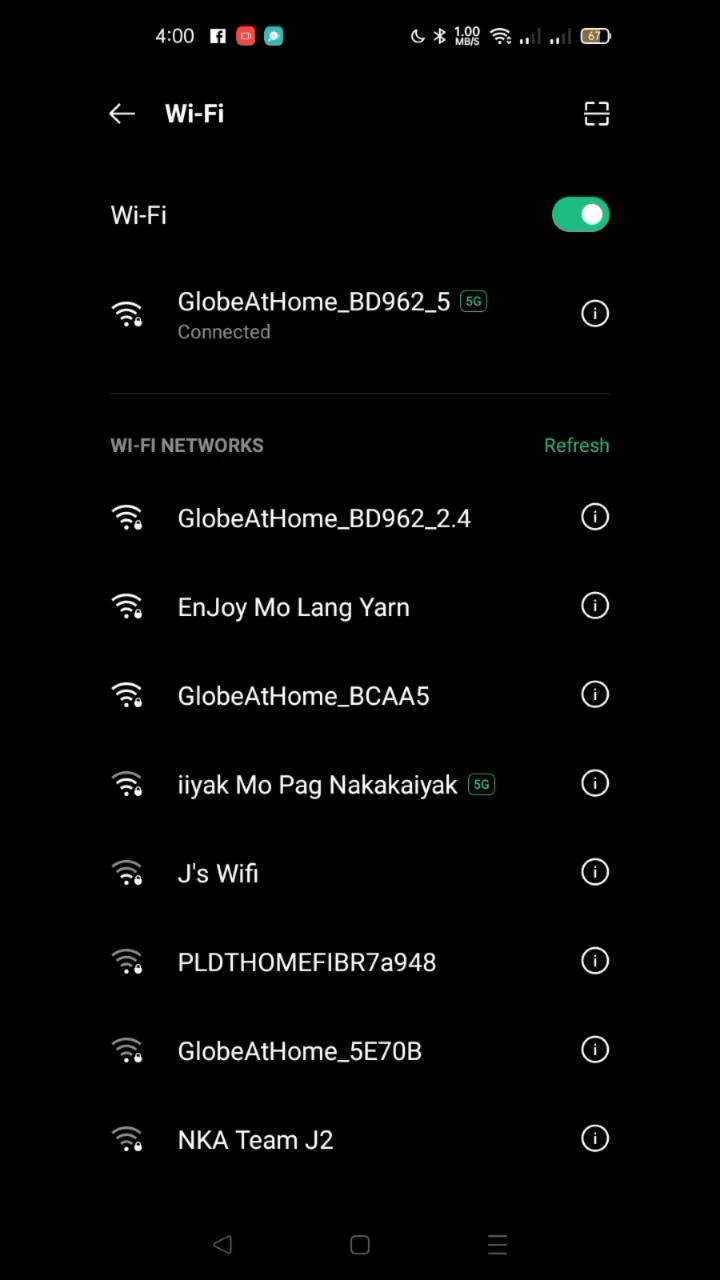 4:00 1.00 MB/S 67
Wi-Fi
Wi-Fi
GlobeAtHome_BD962_5 5G
Connected
WI-FI NETWORKS Refresh
GlobeAtHome_BD962_2.4
EnJoy Mo Lang Yarn
GlobeAtHome_BCAA5
iiyak Mo Pag Nakakaiyak 5G
J's Wifi
PLDTHOMEFIBR7a948
GlobeAtHome_5E70B
NKA Team J2